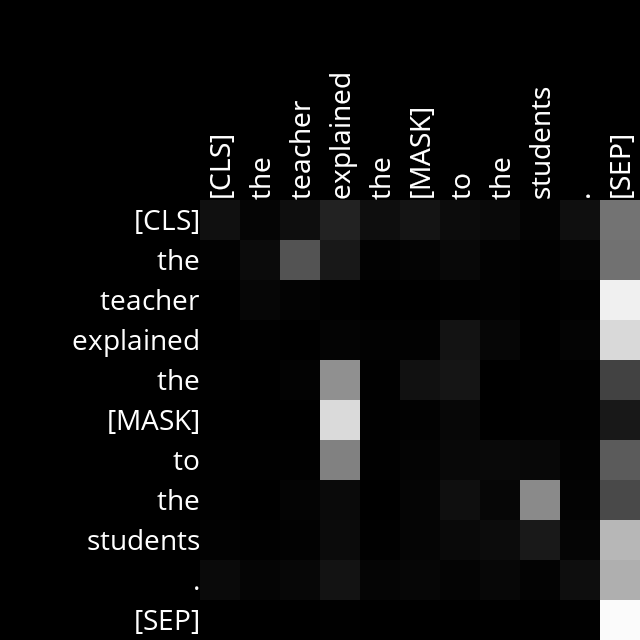 [CLS] the teacher explained the [MASK] to the students . [SEP]
[CLS]
the
teacher
explained
the
[MASK]
to
the
students
.
[SEP]